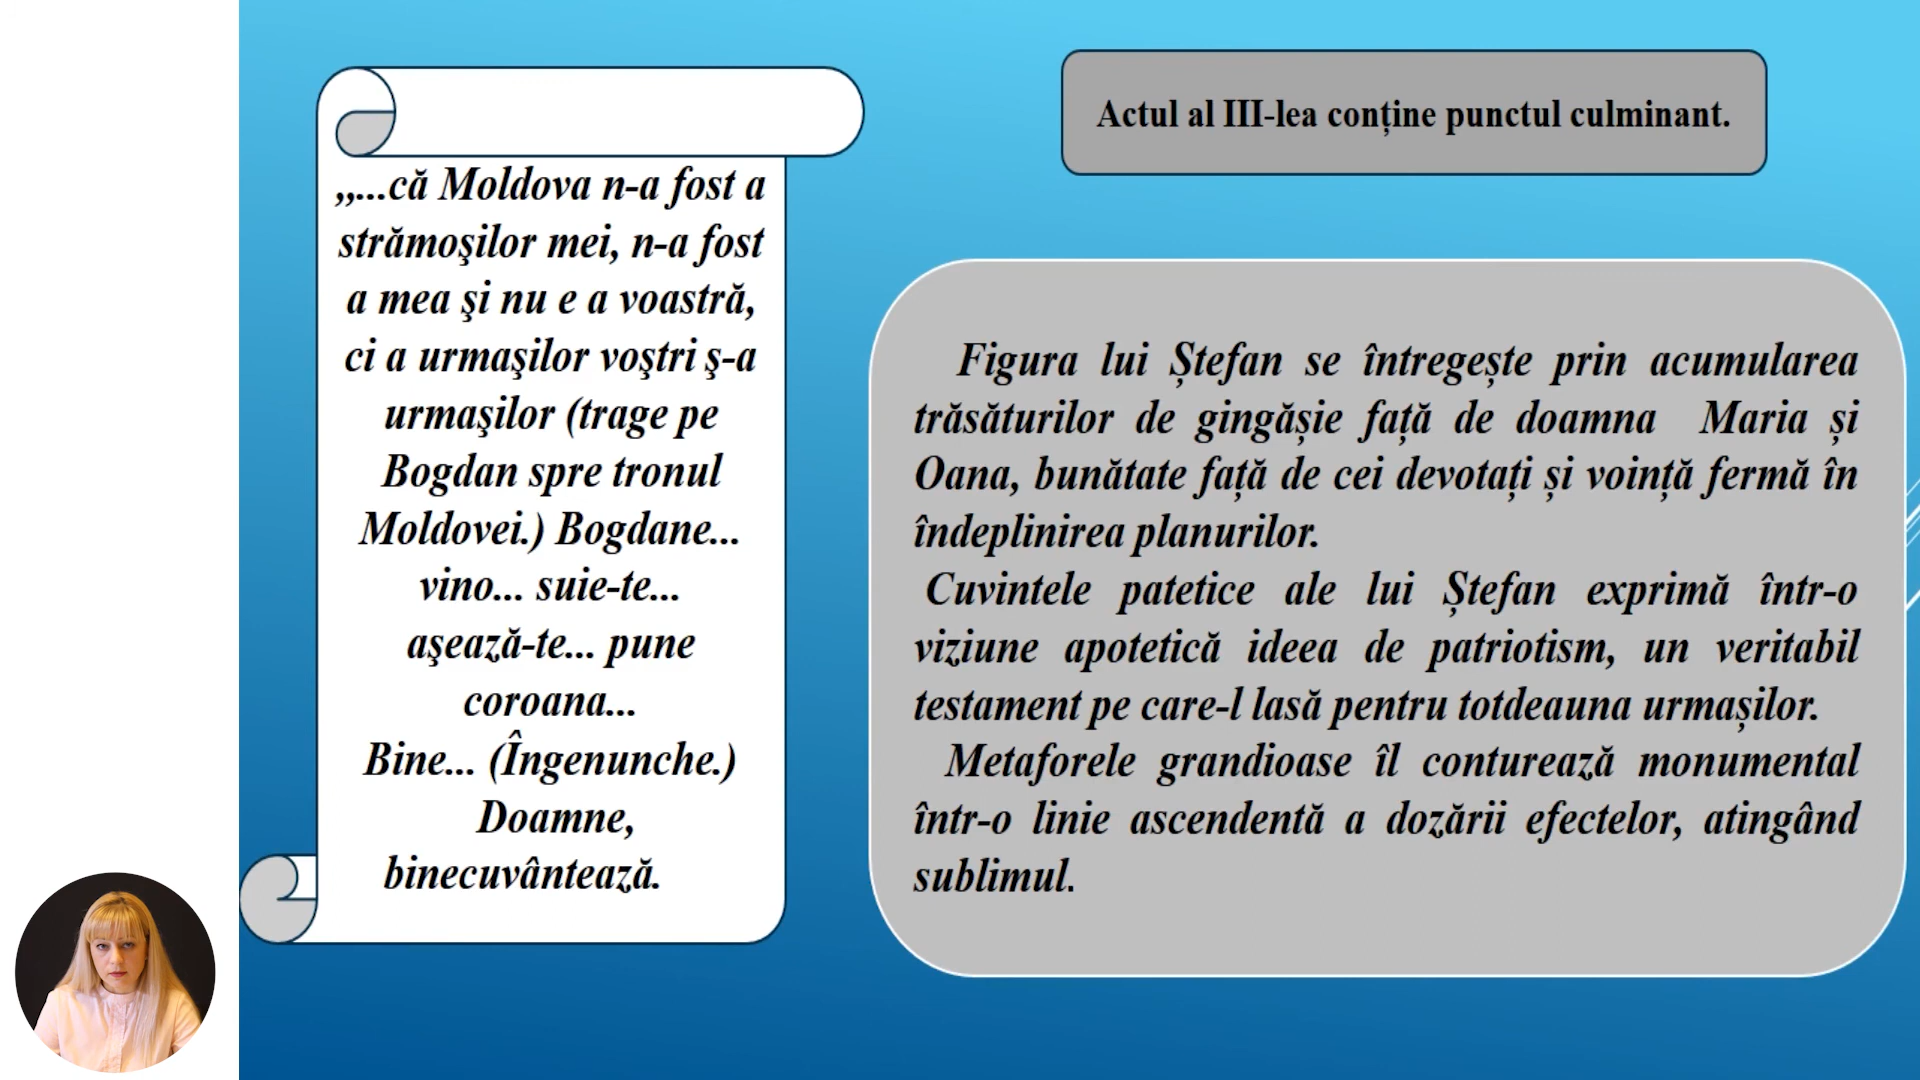 „...că Moldova n-a fost a
strămoşilor mei, n-a fost
a mea şi nu e a voastră,
ci a urmaşilor voştri ş-a
urmaşilor (trage pe
Bogdan spre tronul
Moldovei.) Bogdane...
vino... suie-te...
aşează-te... pune
coroana...
Bine... (Îngenunche.)
Doamne,
binecuvântează.
Actul al III-lea conține punctul culminant.
Figura lui Ștefan se întregește prin acumularea
trăsăturilor de gingășie față de doamna Maria și
Oana, bunătate față de cei devotați și voință fermă în
îndeplinirea planurilor.
Cuvintele patetice ale lui Ștefan exprimă într-o
viziune apotetică ideea de patriotism, un veritabil
testament pe care-l lasă pentru totdeauna urmașilor.
Metaforele grandioase îl conturează monumental
într-o linie ascendentă a dozării efectelor, atingând
sublimul.